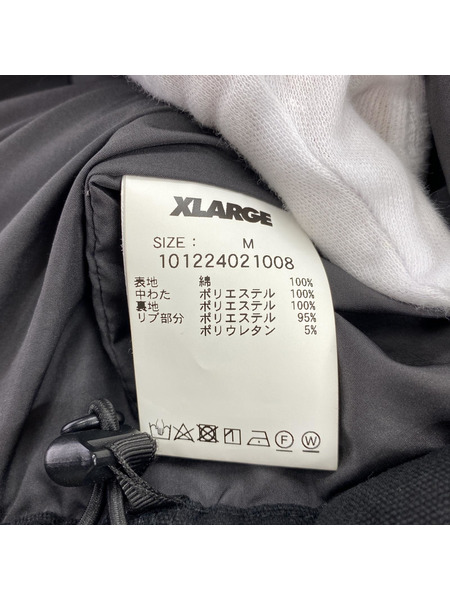 XLARGE
SIZE : M
101224021008
表地 綿 100%
中わた ポリエステル 100%
裏地 ポリエステル 100%
リブ部分 ポリエステル 95%
ポリウレタン 5%
F W